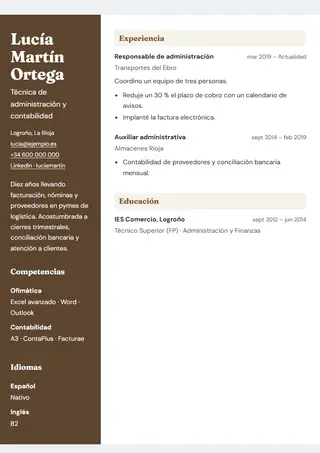 Lucía
Martín
Ortega
Técnica de
administración y
contabilidad
Logroño, La Rioja
lucia@ejemplo.es
+34 600 000 000
LinkedIn · luciamartin
Diez años llevando
facturación, nóminas y
proveedores en pymes de
logística. Acostumbrada a
cierres trimestrales,
conciliación bancaria y
atención a clientes.
Competencias
Ofimática
Excel avanzado · Word ·
Outlook
Contabilidad
A3 · ContaPlus · Facturae
Idiomas
Español
Nativo
Inglés
B2
Experiencia
Responsable de administración mar 2019 – Actualidad
Transportes del Ebro
Coordino un equipo de tres personas.
• Reduje un 30 % el plazo de cobro con un calendario de
avisos.
• Implanté la factura electrónica.
Auxiliar administrativa sept 2014 – feb 2019
Almacenes Rioja
• Contabilidad de proveedores y conciliación bancaria
mensual.
Educación
IES Comercio, Logroño sept 2012 – jun 2014
Técnico Superior (FP) · Administración y Finanzas